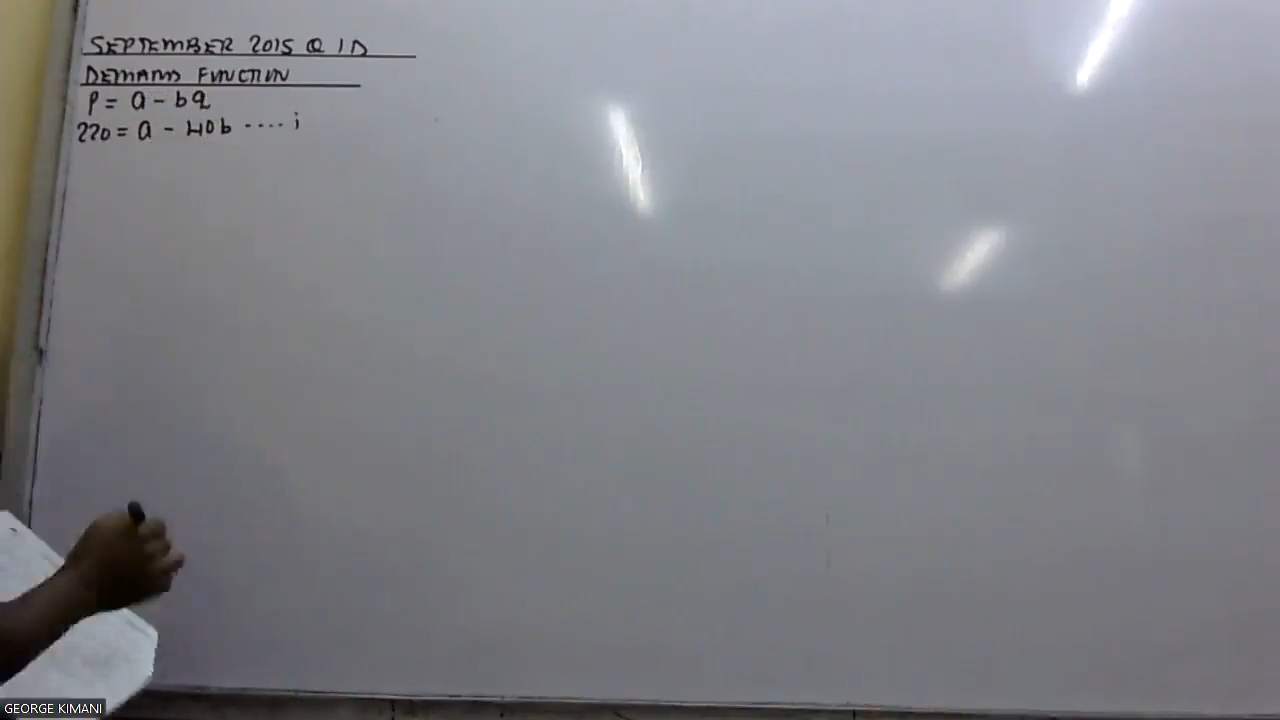 SEPTEMBER 2015 Q 1D
DEMAND FUNCTION
P = a - bq
220 = a - 40b ....i
GEORGE KIMANI